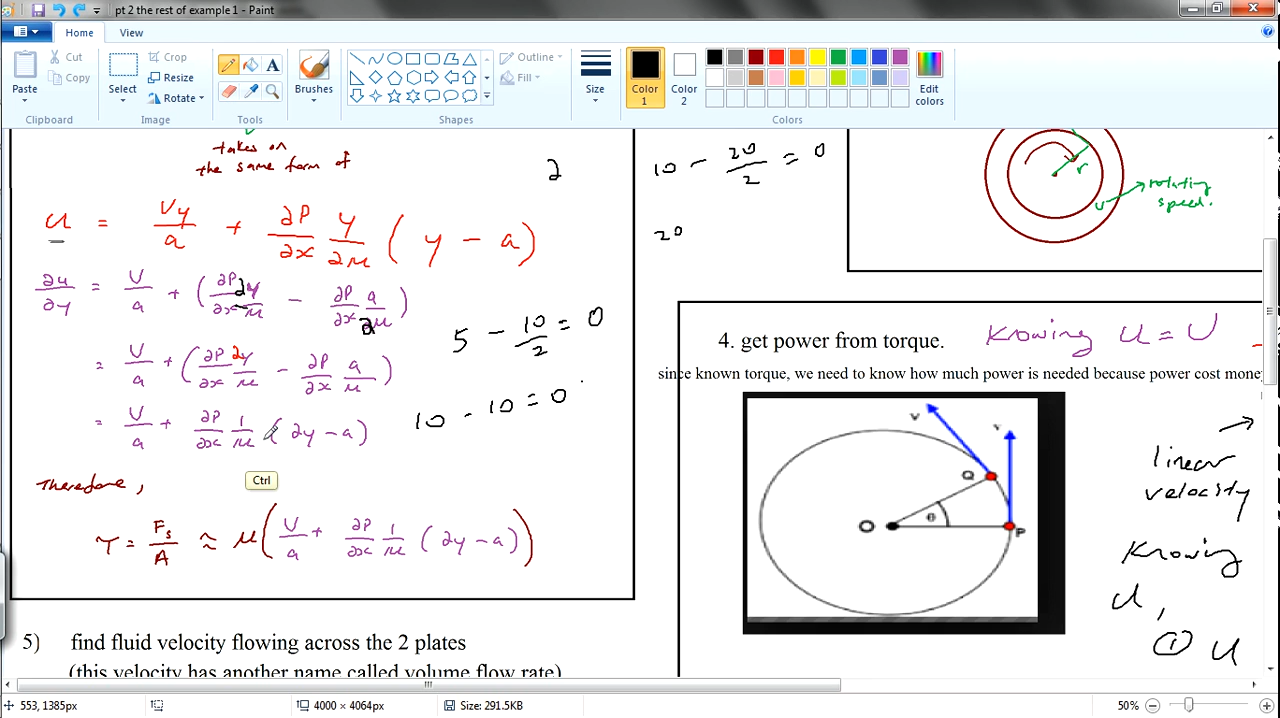 pt 2 the rest of example 1 - Paint
Home View
Paste
Cut
Copy
Clipboard
Select
Crop
Resize
Rotate
Image
A
Tools
Brushes
Shapes
Outline
Fill
Size
Color 1
Color 2
Colors
Edit colors
takes on
the same form of
2
u = Vy/a + ∂P/∂x y/2μ (y - a)
∂u/∂y = V/a + (∂P/∂x 2y/2μ - ∂P/∂x a/2μ)
= V/a + (∂P/∂x 2y/μ - ∂P/∂x a/μ)
= V/a + ∂P/∂x 1/μ (2y - a)
Therefore,
τ = Fs/A ≈ μ(V/a + ∂P/∂x 1/μ (2y - a))
5 - 10/2 = 0
10 - 10 = 0
Ctrl
5) find fluid velocity flowing across the 2 plates
(this velocity has another name called volume flow rate)
10 - 20/2 = 0
20
r
v
rotating
speed.
4. get power from torque. Knowing u = U
since known torque, we need to know how much power is needed because power cost mone
V
V
Q
O
θ
P
linear
velocity
Knowing
u,
① u
553, 1385px
4000 × 4064px
Size: 291.5KB
50%